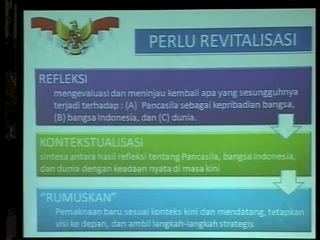 PERLU REVITALISASI
REFLEKSI
mengevaluasi dan meninjau kembali apa yang sesungguhnya
terjadi terhadap : (A) Pancasila sebagai kepribadian bangsa,
(B) bangsa Indonesia, dan (C) dunia.
KONTEKSTUALISASI
sintesa antara hasil refleksi tentang Pancasila, bangsa Indonesia,
dan dunia dengan keadaan nyata di masa kini
“RUMUSKAN”
Pemaknaan baru sesuai konteks kini dan mendatang, tetapkan
visi ke depan, dan ambil langkah-langkah strategis